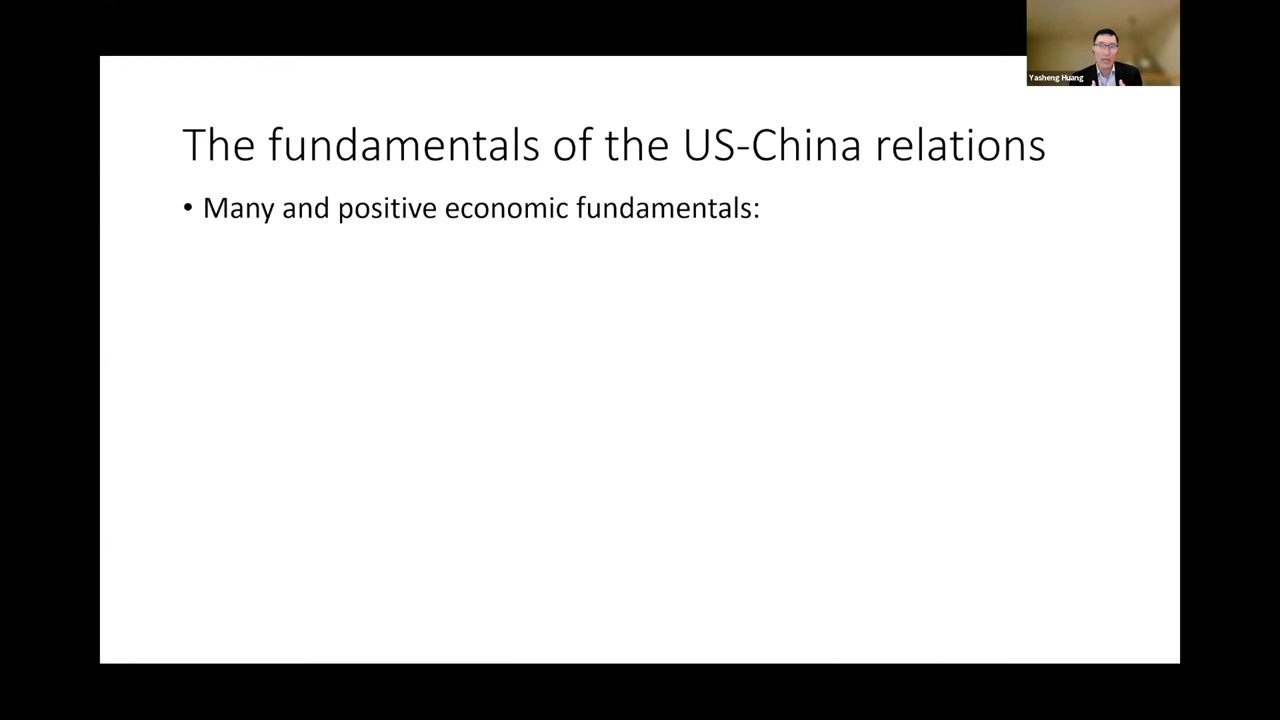 Yasheng Huang
The fundamentals of the US-China relations
• Many and positive economic fundamentals: